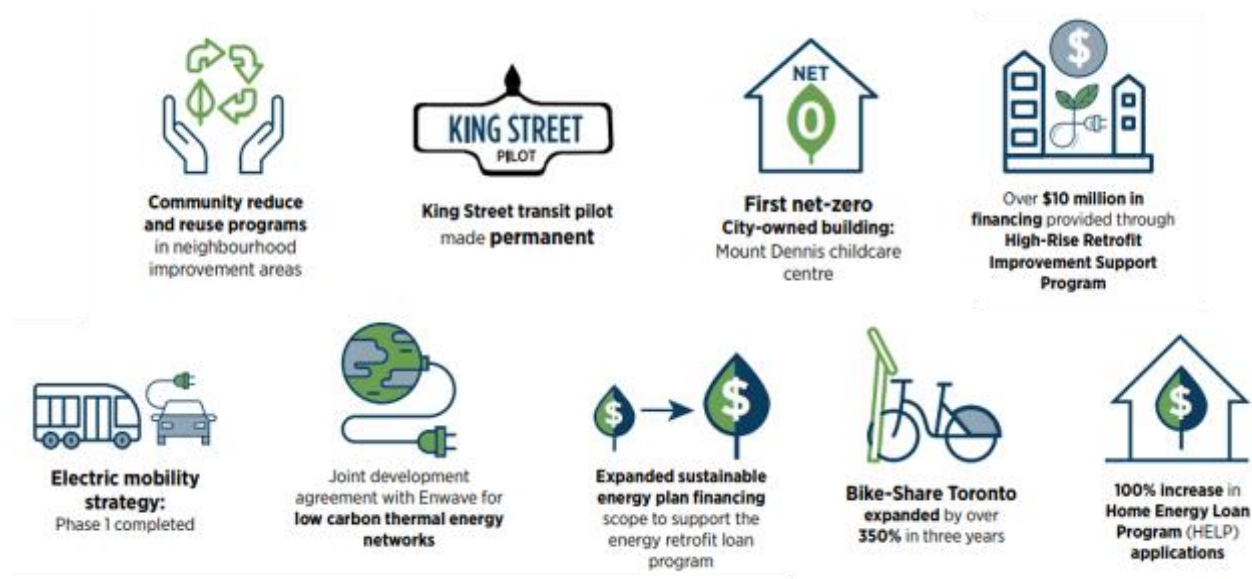 Community reduce
and reuse programs
in neighbourhood
improvement areas
KING STREET
PILOT
King Street transit pilot
made permanent
NET
0
First net-zero
City-owned building:
Mount Dennis childcare
centre
$
Over $10 million in
financing provided through
High-Rise Retrofit
Improvement Support
Program
Electric mobility
strategy:
Phase 1 completed
Joint development
agreement with Enwave for
low carbon thermal energy
networks
$
$
Expanded sustainable
energy plan financing
scope to support the
energy retrofit loan
program
Bike-Share Toronto
expanded by over
350% in three years
$
100% increase in
Home Energy Loan
Program (HELP)
applications